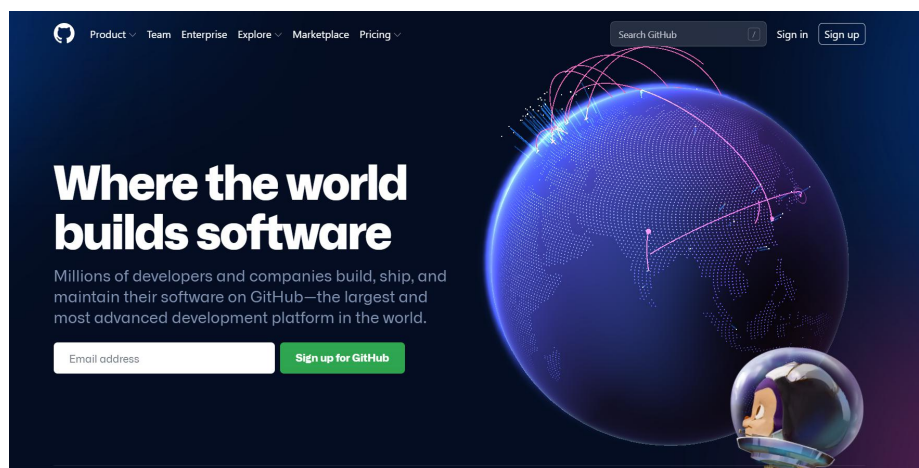 Product Team Enterprise Explore Marketplace Pricing Search GitHub / Sign in Sign up
Where the world
builds software
Millions of developers and companies build, ship, and
maintain their software on GitHub—the largest and
most advanced development platform in the world.
Email address Sign up for GitHub